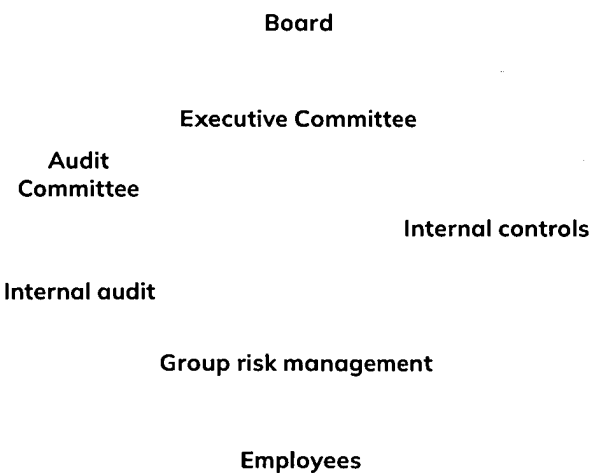 Board
Executive Committee
Audit
Committee
Internal controls
Internal audit
Group risk management
Employees